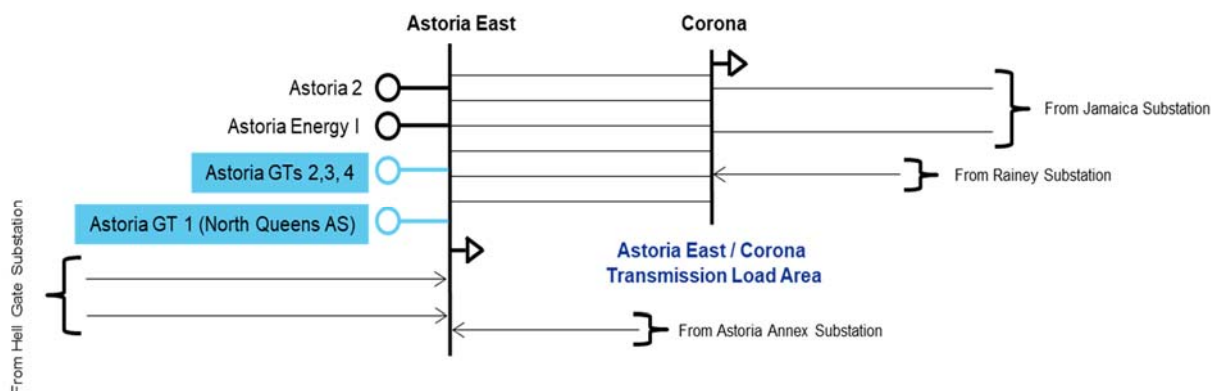 Astoria East
Corona
Astoria 2
Astoria Energy I
Astoria GTs 2,3, 4
Astoria GT 1 (North Queens AS)
From Jamaica Substation
From Rainey Substation
Astoria East / Corona
Transmission Load Area
From Hell Gate Substation
From Astoria Annex Substation